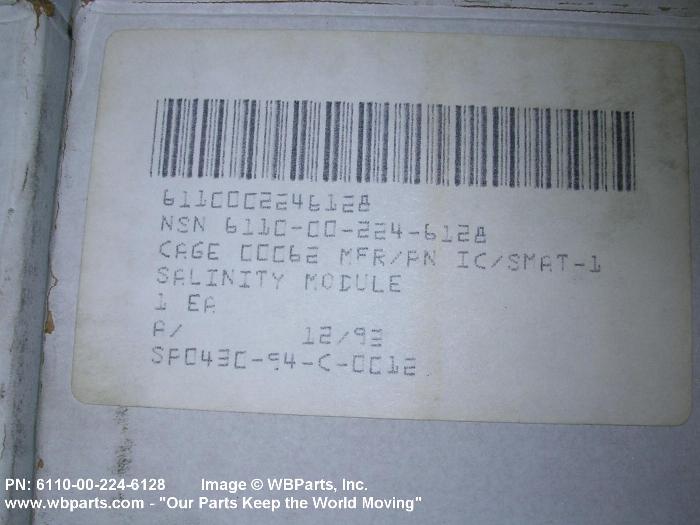 6110002246128
NSN 6110-00-224-6128
CAGE 00062 MFR/PN IC/SMAT-1
SALINITY MODULE
1 EA
A/ 12/93
SP0430-94-C-0012
PN: 6110-00-224-6128 Image © WBParts, Inc.
www.wbparts.com - "Our Parts Keep the World Moving"